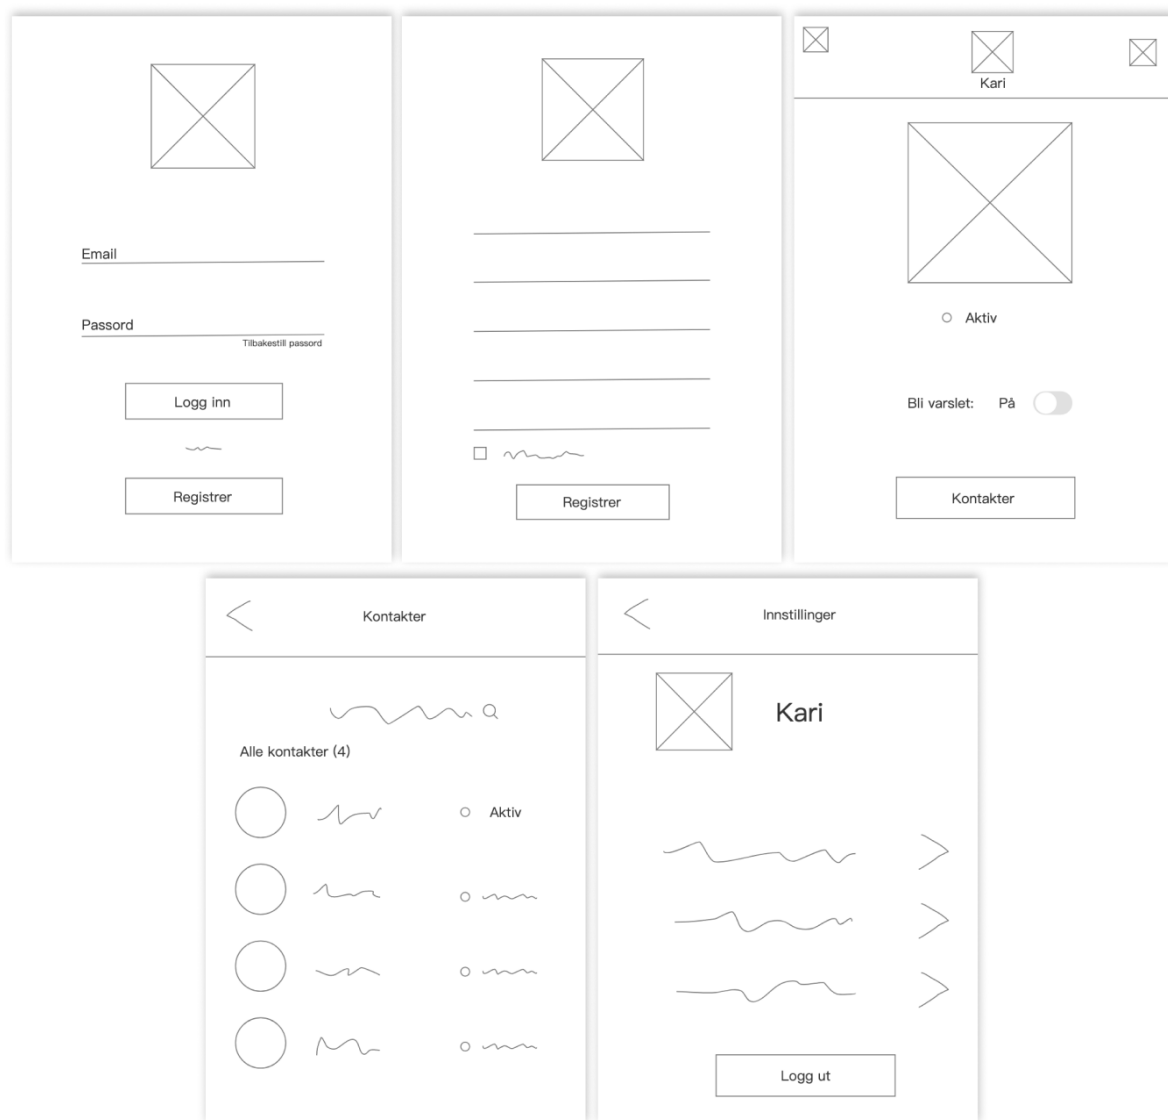 Email
Passord
Tilbakestill passord
Logg inn
Registrer
Registrer
Kari
Aktiv
Bli varslet: På
Kontakter
Kontakter
Alle kontakter (4)
Aktiv
Innstillinger
Kari
Logg ut